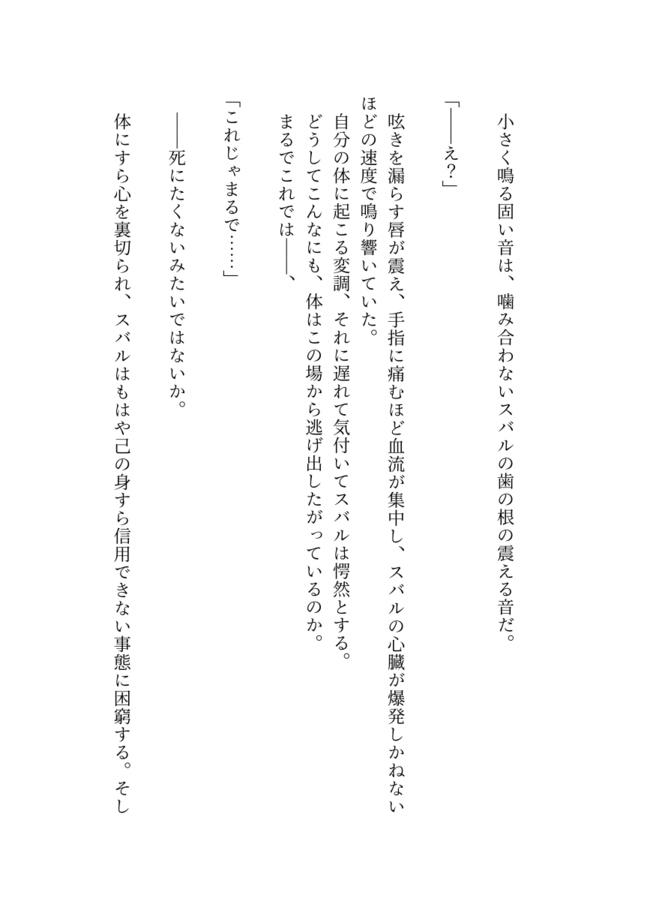 小さく鳴る固い音は、噛み合わないスバルの歯の根の震える音だ。
「――え？」
呟きを漏らす唇が震え、手指に痛むほど血流が集中し、スバルの心臓が爆発しかねない
ほどの速度で鳴り響いていた。
自分の体に起こる変調、それに遅れて気付いてスバルは愕然とする。
どうしてこんなにも、体はこの場から逃げ出したがっているのか。
まるでこれでは――、
「これじゃまるで……」
――死にたくないみたいではないか。
体にすら心を裏切られ、スバルはもはや己の身すら信用できない事態に困窮する。そし